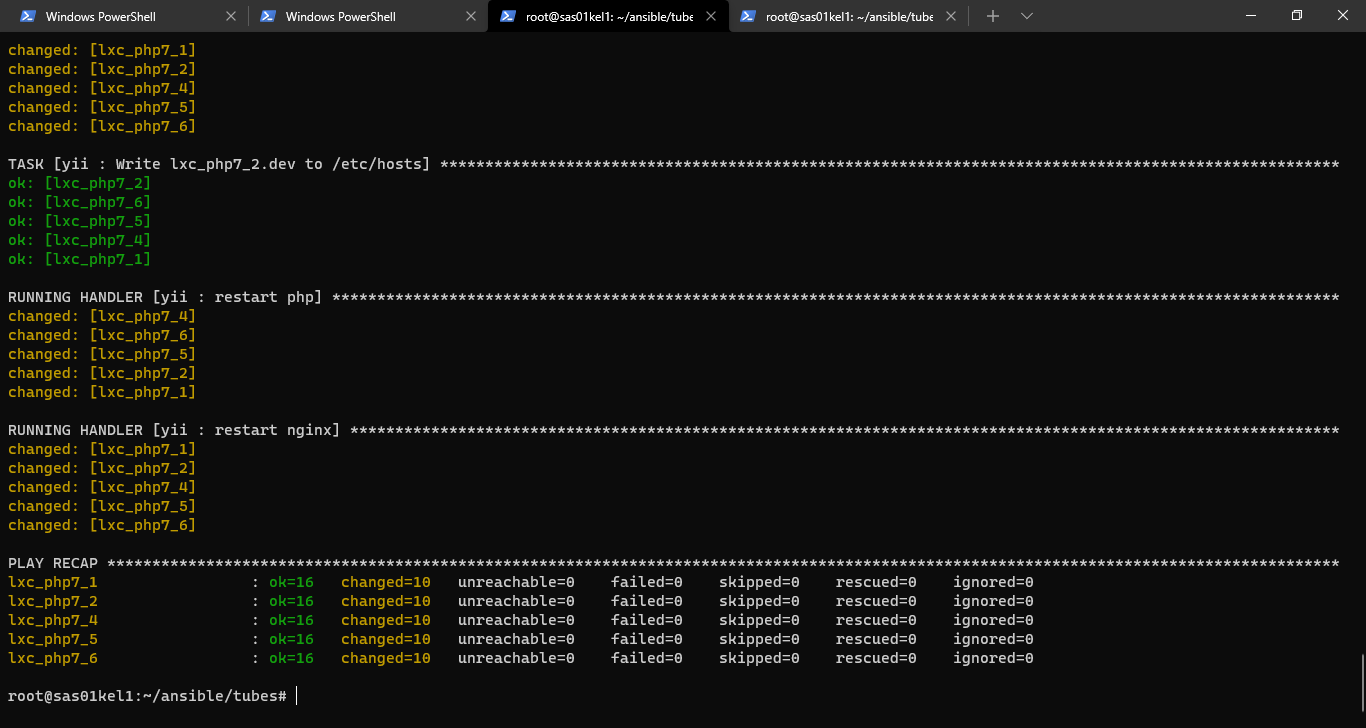 Windows PowerShell
Windows PowerShell
root@sas01kel1: ~/ansible/tube
root@sas01kel1: ~/ansible/tube
changed: [lxc_php7_1]
changed: [lxc_php7_2]
changed: [lxc_php7_4]
changed: [lxc_php7_5]
changed: [lxc_php7_6]
TASK [yii : Write lxc_php7_2.dev to /etc/hosts] ****************************************************************************************************
ok: [lxc_php7_2]
ok: [lxc_php7_6]
ok: [lxc_php7_5]
ok: [lxc_php7_4]
ok: [lxc_php7_1]
RUNNING HANDLER [yii : restart php] ****************************************************************************************************************
changed: [lxc_php7_4]
changed: [lxc_php7_6]
changed: [lxc_php7_5]
changed: [lxc_php7_2]
changed: [lxc_php7_1]
RUNNING HANDLER [yii : restart nginx] **************************************************************************************************************
changed: [lxc_php7_1]
changed: [lxc_php7_2]
changed: [lxc_php7_4]
changed: [lxc_php7_5]
changed: [lxc_php7_6]
PLAY RECAP *****************************************************************************************************************************************
lxc_php7_1                 : ok=16   changed=10   unreachable=0    failed=0    skipped=0    rescued=0    ignored=0
lxc_php7_2                 : ok=16   changed=10   unreachable=0    failed=0    skipped=0    rescued=0    ignored=0
lxc_php7_4                 : ok=16   changed=10   unreachable=0    failed=0    skipped=0    rescued=0    ignored=0
lxc_php7_5                 : ok=16   changed=10   unreachable=0    failed=0    skipped=0    rescued=0    ignored=0
lxc_php7_6                 : ok=16   changed=10   unreachable=0    failed=0    skipped=0    rescued=0    ignored=0
root@sas01kel1:~/ansible/tubes#